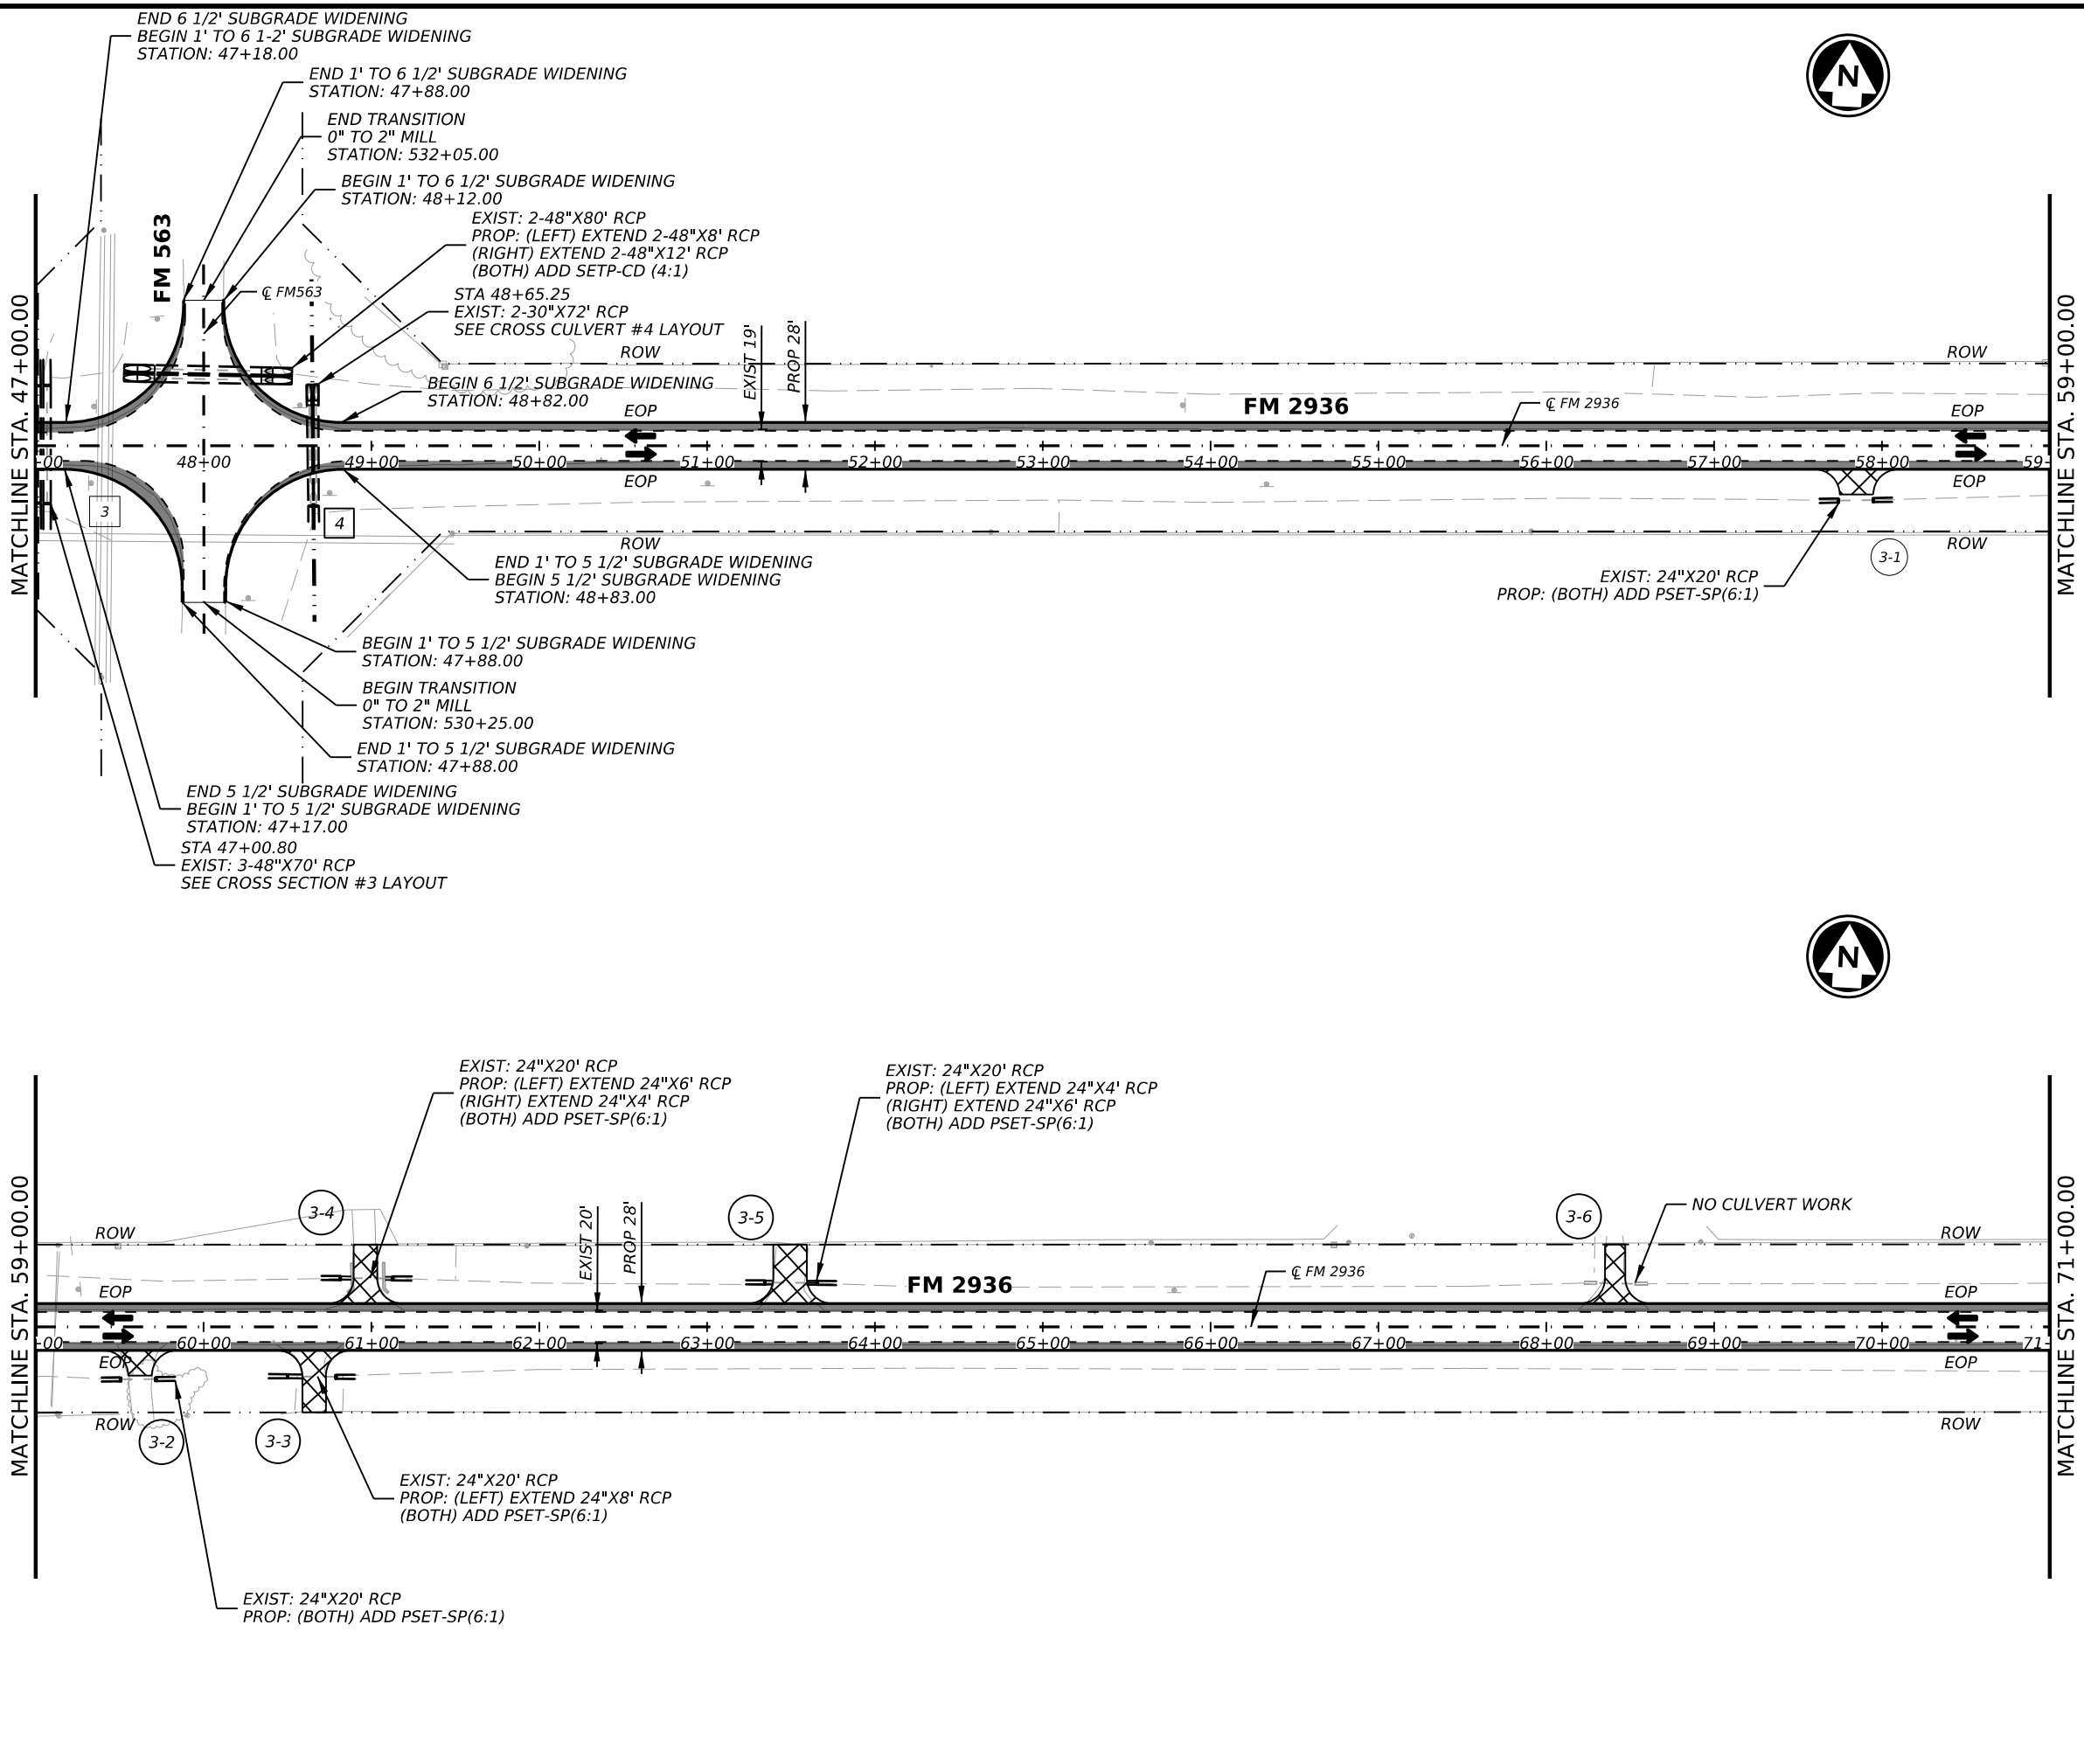 END 6 1/2' SUBGRADE WIDENING
BEGIN 1' TO 6 1-2' SUBGRADE WIDENING
STATION: 47+18.00
END 1' TO 6 1/2' SUBGRADE WIDENING
STATION: 47+88.00
END TRANSITION
0" TO 2" MILL
STATION: 532+05.00
BEGIN 1' TO 6 1/2' SUBGRADE WIDENING
STATION: 48+12.00
EXIST: 2-48"X80' RCP
PROP: (LEFT) EXTEND 2-48"X8' RCP
(RIGHT) EXTEND 2-48"X12' RCP
(BOTH) ADD SETP-CD (4:1)
STA 48+65.25
EXIST: 2-30"X72' RCP
SEE CROSS CULVERT #4 LAYOUT
BEGIN 6 1/2' SUBGRADE WIDENING
STATION: 48+82.00
N
FM 563
℄ FM563
MATCHLINE STA. 47+00.00
ROW
EOP
EXIST 19'
PROP 28'
FM 2936
℄ FM 2936
ROW
EOP
MATCHLINE STA. 59+00.00
00 48+00 49+00 50+00 51+00 52+00 53+00 54+00 55+00 56+00 57+00 58+00 59
EOP
EOP
3
4
ROW
ROW
3-1
EXIST: 24"X20' RCP
PROP: (BOTH) ADD PSET-SP(6:1)
END 1' TO 5 1/2' SUBGRADE WIDENING
BEGIN 5 1/2' SUBGRADE WIDENING
STATION: 48+83.00
BEGIN 1' TO 5 1/2' SUBGRADE WIDENING
STATION: 47+88.00
BEGIN TRANSITION
0" TO 2" MILL
STATION: 530+25.00
END 1' TO 5 1/2' SUBGRADE WIDENING
STATION: 47+88.00
END 5 1/2' SUBGRADE WIDENING
BEGIN 1' TO 5 1/2' SUBGRADE WIDENING
STATION: 47+17.00
STA 47+00.80
EXIST: 3-48"X70' RCP
SEE CROSS SECTION #3 LAYOUT
N
EXIST: 24"X20' RCP
PROP: (LEFT) EXTEND 24"X6' RCP
(RIGHT) EXTEND 24"X4' RCP
(BOTH) ADD PSET-SP(6:1)
EXIST: 24"X20' RCP
PROP: (LEFT) EXTEND 24"X4' RCP
(RIGHT) EXTEND 24"X6' RCP
(BOTH) ADD PSET-SP(6:1)
MATCHLINE STA. 59+00.00
3-4
3-5
3-6
NO CULVERT WORK
ROW
ROW
EXIST 20'
PROP 28'
FM 2936
℄ FM 2936
EOP
EOP
MATCHLINE STA. 71+00.00
00 60+00 61+00 62+00 63+00 64+00 65+00 66+00 67+00 68+00 69+00 70+00 71
EOP
EOP
ROW
ROW
3-2
3-3
EXIST: 24"X20' RCP
PROP: (LEFT) EXTEND 24"X8' RCP
(BOTH) ADD PSET-SP(6:1)
EXIST: 24"X20' RCP
PROP: (BOTH) ADD PSET-SP(6:1)